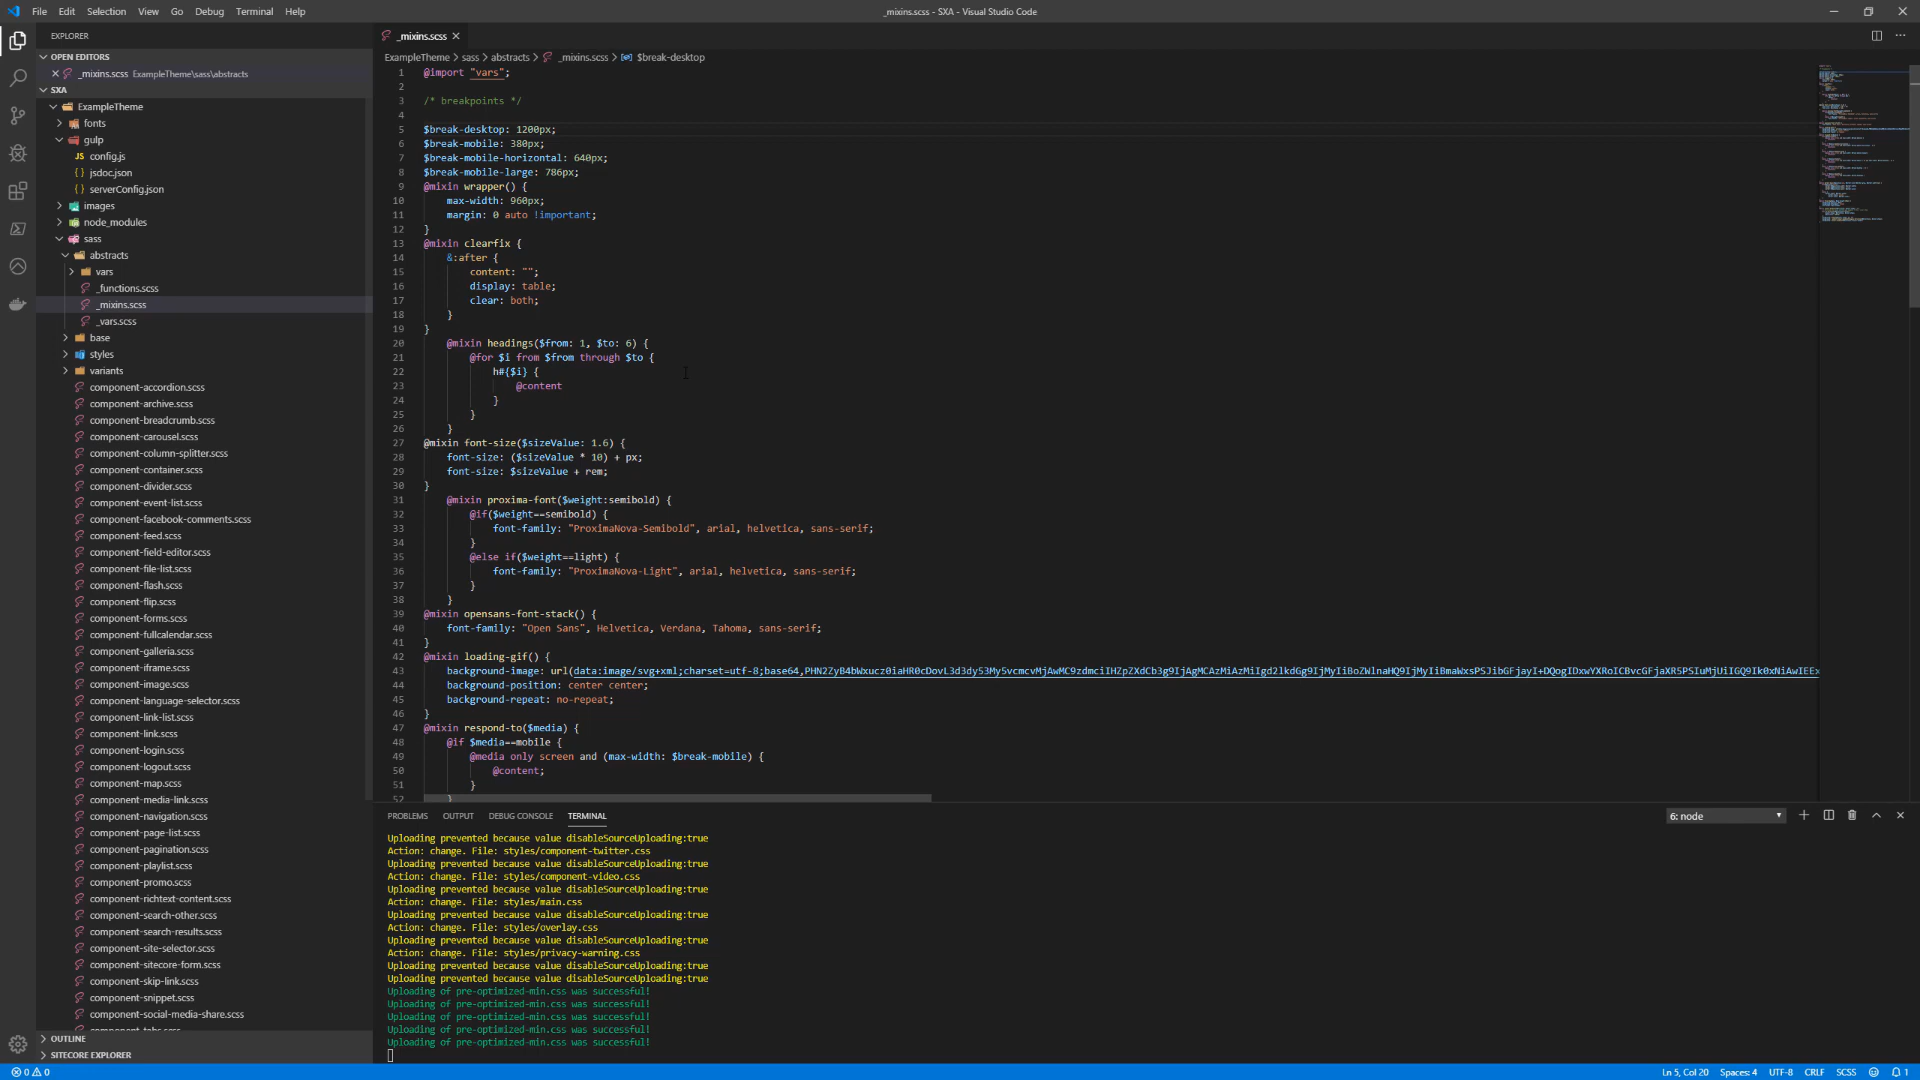 File Edit Selection View Go Debug Terminal Help
_mixins.scss - SXA - Visual Studio Code
EXPLORER
OPEN EDITORS
_mixins.scss ExampleTheme\sass\abstracts
SXA
ExampleTheme
fonts
gulp
config.js
jsdoc.json
serverConfig.json
images
node_modules
sass
abstracts
vars
_functions.scss
_mixins.scss
_vars.scss
base
styles
variants
component-accordion.scss
component-archive.scss
component-breadcrumb.scss
component-carousel.scss
component-column-splitter.scss
component-container.scss
component-divider.scss
component-event-list.scss
component-facebook-comments.scss
component-feed.scss
component-field-editor.scss
component-file-list.scss
component-flash.scss
component-flip.scss
component-forms.scss
component-fullcalendar.scss
component-galleria.scss
component-iframe.scss
component-image.scss
component-language-selector.scss
component-link-list.scss
component-link.scss
component-login.scss
component-logout.scss
component-map.scss
component-media-link.scss
component-navigation.scss
component-page-list.scss
component-pagination.scss
component-playlist.scss
component-promo.scss
component-richtext-content.scss
component-search-other.scss
component-search-results.scss
component-site-selector.scss
component-sitecore-form.scss
component-skip-link.scss
component-snippet.scss
component-social-media-share.scss
component-tabs.scss
OUTLINE
SITECORE EXPLORER
_mixins.scss
ExampleTheme > sass > abstracts > _mixins.scss > $break-desktop
1 @import "vars";
2
3 /* breakpoints */
4
5 $break-desktop: 1200px;
6 $break-mobile: 380px;
7 $break-mobile-horizontal: 640px;
8 $break-mobile-large: 786px;
9 @mixin wrapper() {
10 max-width: 960px;
11 margin: 0 auto !important;
12 }
13 @mixin clearfix {
14 &:after {
15 content: "";
16 display: table;
17 clear: both;
18 }
19 }
20 @mixin headings($from: 1, $to: 6) {
21 @for $i from $from through $to {
22 h#{$i} {
23 @content
24 }
25 }
26 }
27 @mixin font-size($sizeValue: 1.6) {
28 font-size: ($sizeValue * 10) + px;
29 font-size: $sizeValue + rem;
30 }
31 @mixin proxima-font($weight:semibold) {
32 @if($weight==semibold) {
33 font-family: "ProximaNova-Semibold", arial, helvetica, sans-serif;
34 }
35 @else if($weight==light) {
36 font-family: "ProximaNova-Light", arial, helvetica, sans-serif;
37 }
38 }
39 @mixin opensans-font-stack() {
40 font-family: "Open Sans", Helvetica, Verdana, Tahoma, sans-serif;
41 }
42 @mixin loading-gif() {
43 background-image: url(data:image/svg+xml;charset=utf-8;base64,
44 background-position: center center;
45 background-repeat: no-repeat;
46 }
47 @mixin respond-to($media) {
48 @if $media==mobile {
49 @media only screen and (max-width: $break-mobile) {
50 @content;
51 }
52 }
PROBLEMS OUTPUT DEBUG CONSOLE TERMINAL
6: node
Uploading prevented because value disableSourceUploading:true
Action: change. File: styles/component-twitter.css
Uploading prevented because value disableSourceUploading:true
Action: change. File: styles/component-video.css
Uploading prevented because value disableSourceUploading:true
Action: change. File: styles/main.css
Uploading prevented because value disableSourceUploading:true
Action: change. File: styles/overlay.css
Uploading prevented because value disableSourceUploading:true
Action: change. File: styles/privacy-warning.css
Uploading prevented because value disableSourceUploading:true
Uploading prevented because value disableSourceUploading:true
Uploading of pre-optimized-min.css was successful!
Uploading of pre-optimized-min.css was successful!
Uploading of pre-optimized-min.css was successful!
Uploading of pre-optimized-min.css was successful!
Uploading of pre-optimized-min.css was successful!
0 0
Ln 5, Col 20 Spaces: 4 UTF-8 CRLF SCSS 1